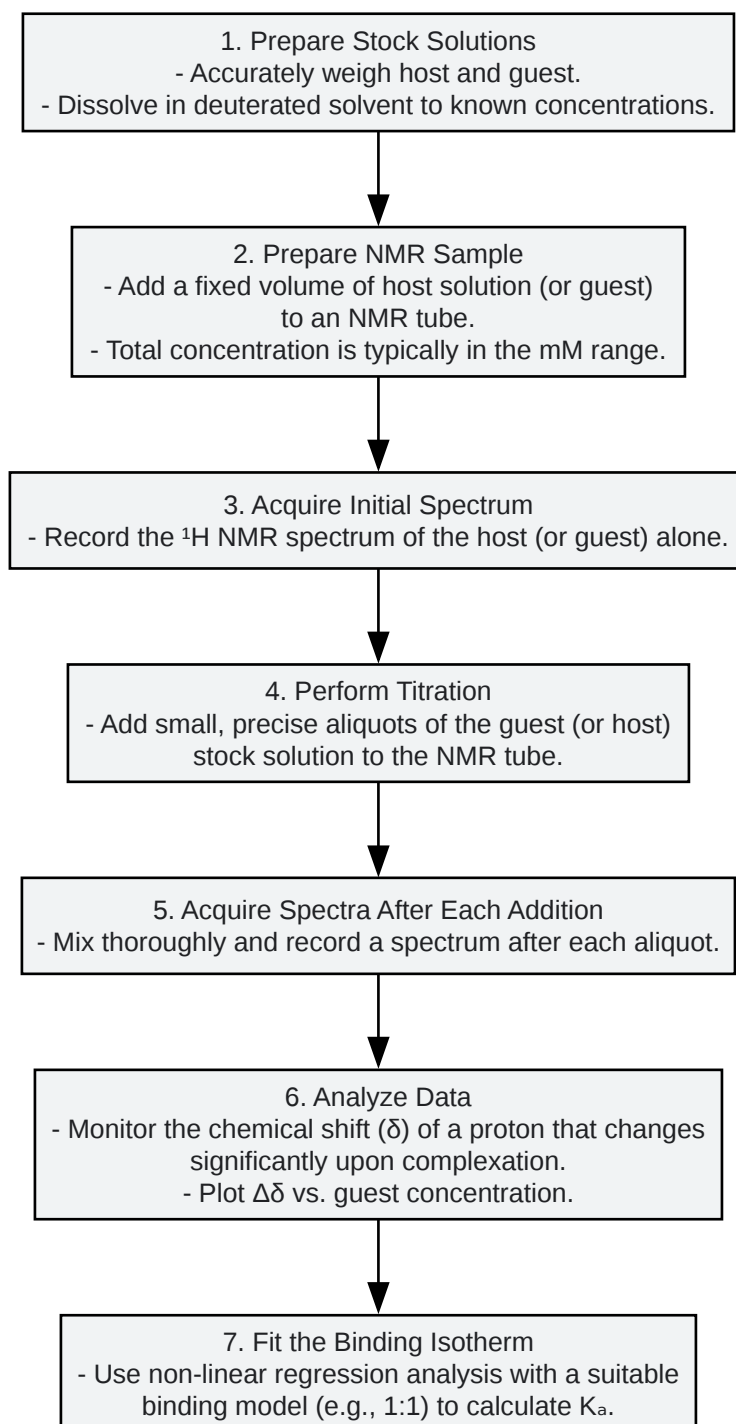 1. Prepare Stock Solutions
- Accurately weigh host and guest.
- Dissolve in deuterated solvent to known concentrations.
2. Prepare NMR Sample
- Add a fixed volume of host solution (or guest)
to an NMR tube.
- Total concentration is typically in the mM range.
3. Acquire Initial Spectrum
- Record the ¹H NMR spectrum of the host (or guest) alone.
4. Perform Titration
- Add small, precise aliquots of the guest (or host)
stock solution to the NMR tube.
5. Acquire Spectra After Each Addition
- Mix thoroughly and record a spectrum after each aliquot.
6. Analyze Data
- Monitor the chemical shift (δ) of a proton that changes
significantly upon complexation.
- Plot Δδ vs. guest concentration.
7. Fit the Binding Isotherm
- Use non-linear regression analysis with a suitable
binding model (e.g., 1:1) to calculate Kₐ.